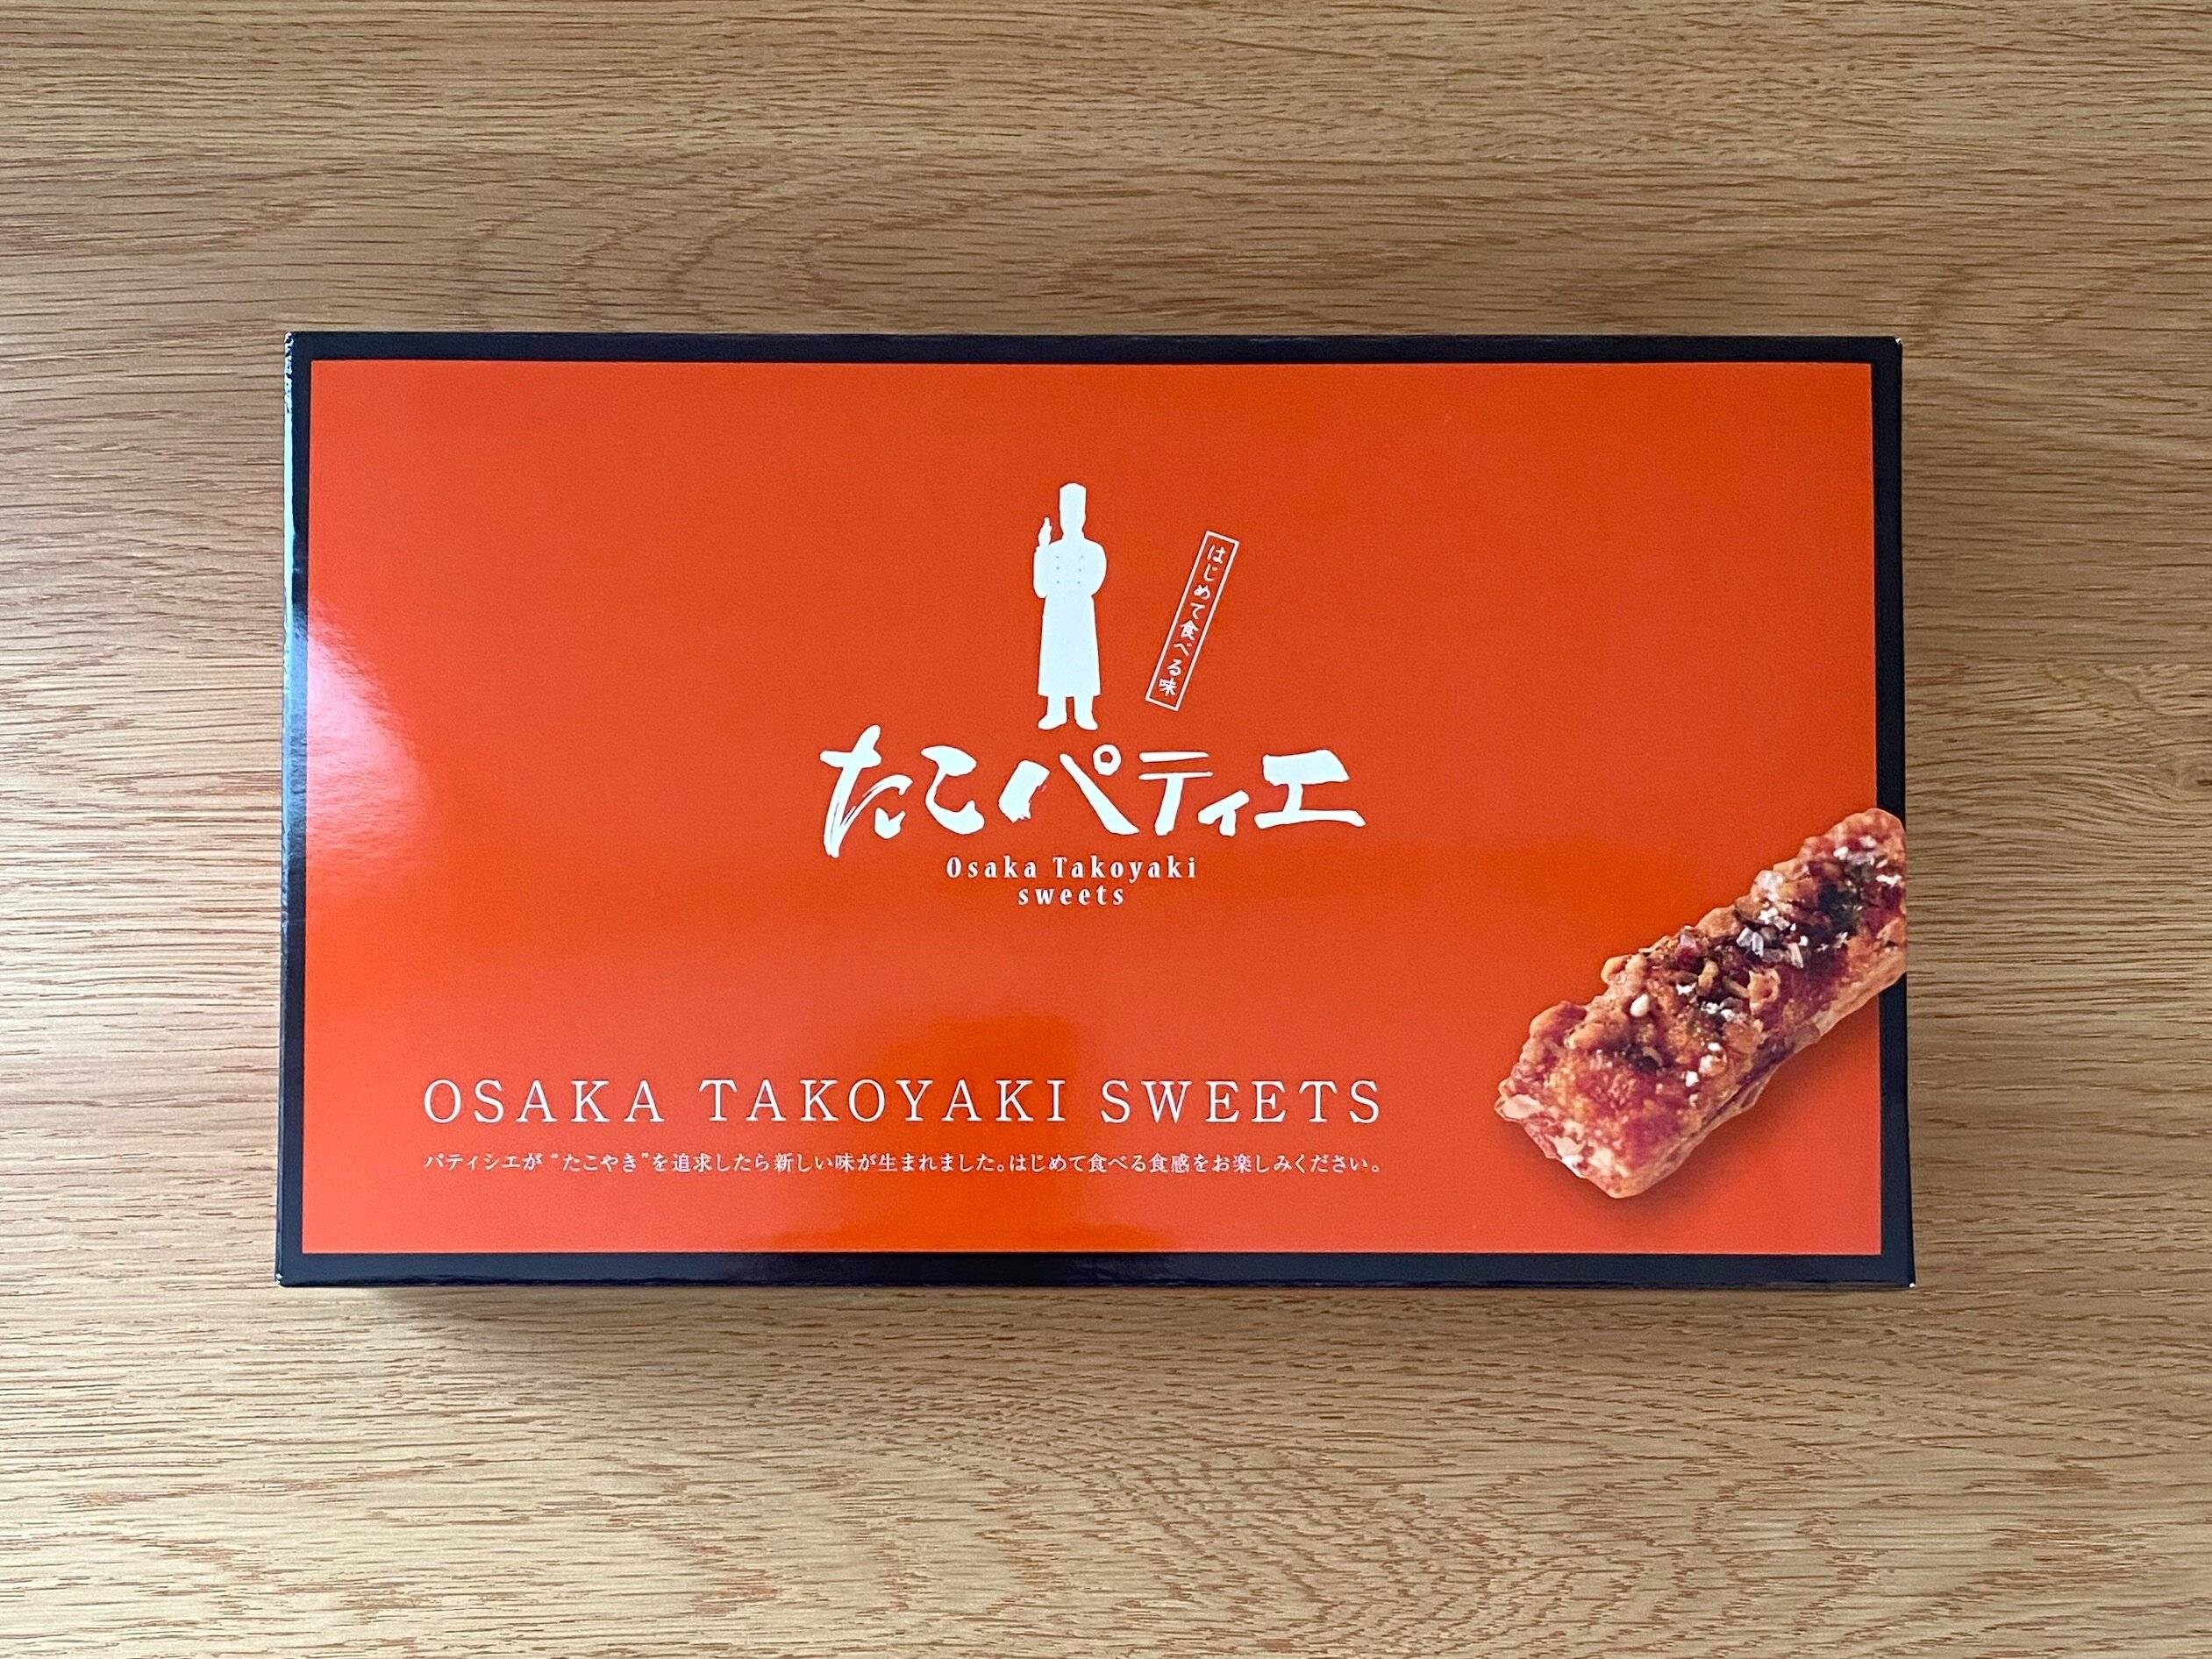 はじめて食べる味
たこパティエ
Osaka Takoyaki
sweets
OSAKA TAKOYAKI SWEETS
パティシエが“たこやき”を追求したら新しい味が生まれました。はじめて食べる食感をお楽しみください。